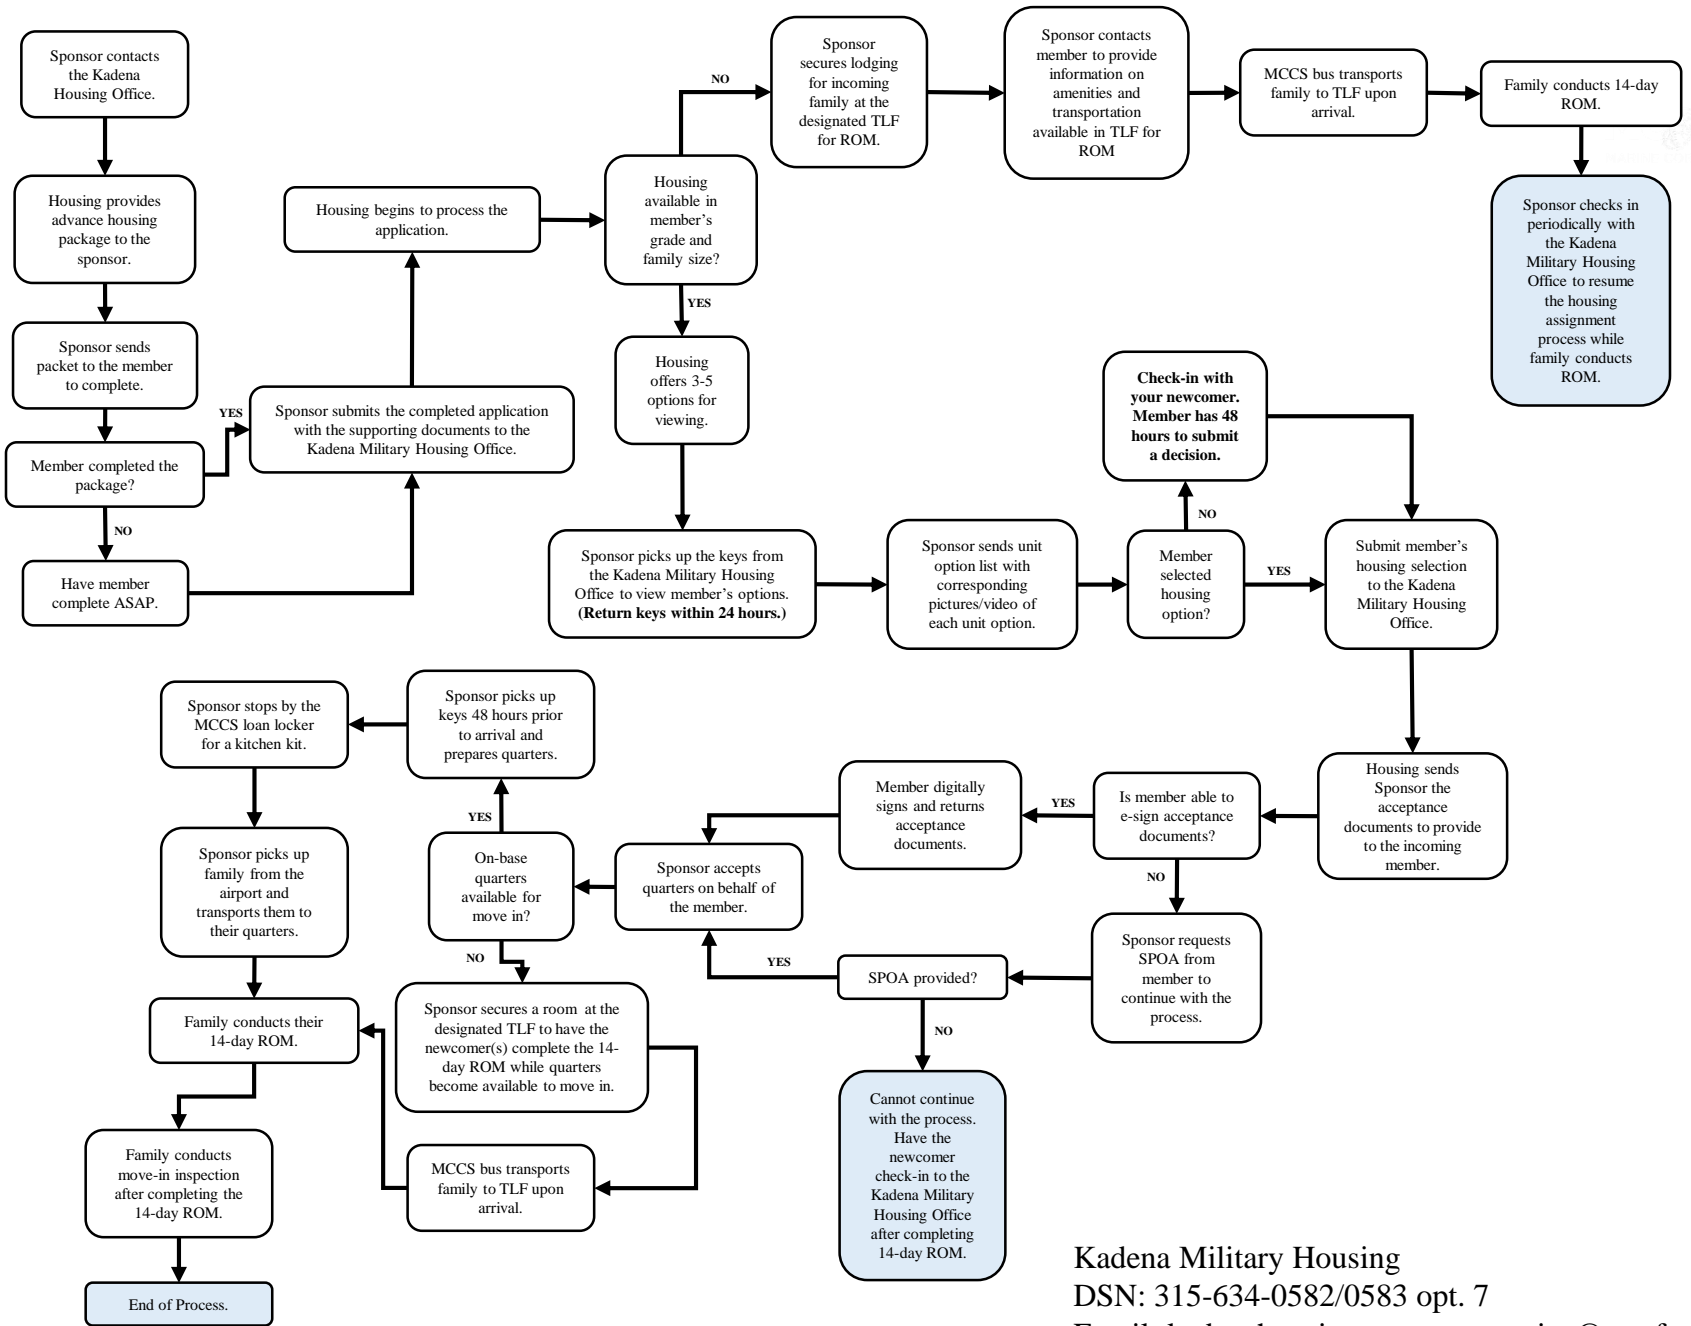 Sponsor contacts
the Kadena
Housing Office.
Housing provides
advance housing
package to the
sponsor.
Sponsor sends
packet to the member
to complete.
Member completed the
package?
YES
NO
Have member
complete ASAP.
Sponsor submits the completed application
with the supporting documents to the
Kadena Military Housing Office.
Housing begins to process the
application.
Housing
available in
member's
grade and
family size?
NO
Sponsor
secures lodging
for incoming
family at the
designated TLF
for ROM.
Sponsor contacts
member to provide
information on
amenities and
transportation
available in TLF for
ROM
MCCS bus transports
family to TLF upon
arrival.
Family conducts 14-day
ROM.
Sponsor checks in
periodically with
the Kadena
Military Housing
Office to resume
the housing
assignment
process while
family conducts
ROM.
YES
Housing
offers 3-5
options for
viewing.
Sponsor picks up the keys from
the Kadena Military Housing
Office to view member's options.
(Return keys within 24 hours.)
Sponsor sends unit
option list with
corresponding
pictures/video of
each unit option.
Member
selected
housing
option?
NO
Check-in with
your newcomer.
Member has 48
hours to submit
a decision.
YES
Submit member's
housing selection
to the Kadena
Military Housing
Office.
Housing sends
Sponsor the
acceptance
documents to provide
to the incoming
member.
Is member able to
e-sign acceptance
documents?
YES
Member digitally
signs and returns
acceptance
documents.
NO
Sponsor requests
SPOA from
member to
continue with the
process.
SPOA provided?
YES
NO
Cannot continue
with the process.
Have the
newcomer
check-in to the
Kadena Military
Housing Office
after completing
14-day ROM.
Sponsor accepts
quarters on behalf of
the member.
On-base
quarters
available for
move in?
YES
Sponsor picks up
keys 48 hours prior
to arrival and
prepares quarters.
Sponsor stops by the
MCCS loan locker
for a kitchen kit.
Sponsor picks up
family from the
airport and
transports them to
their quarters.
NO
Sponsor secures a room at the
designated TLF to have the
newcomer(s) complete the 14-
day ROM while quarters
become available to move in.
MCCS bus transports
family to TLF upon
arrival.
Family conducts their
14-day ROM.
Family conducts
move-in inspection
after completing the
14-day ROM.
End of Process.
Kadena Military Housing
DSN: 315-634-0582/0583 opt. 7